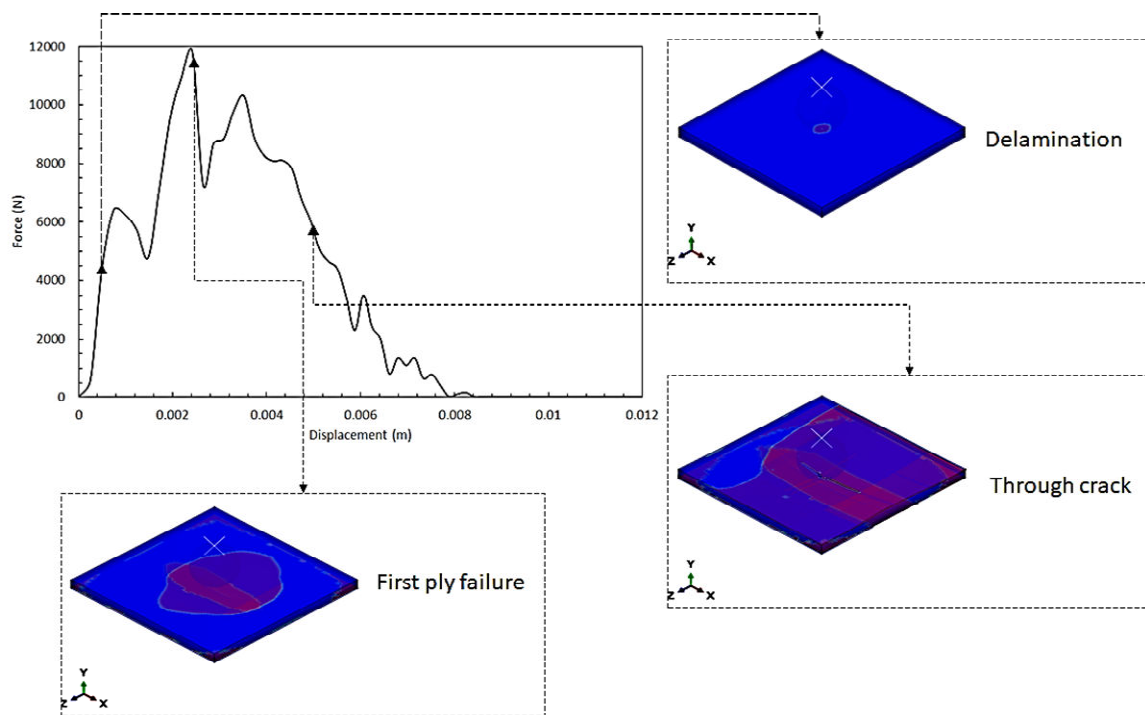 12000
10000
8000
6000
4000
2000
0
Force (N)
0
0.002
0.004
0.006
0.008
0.01
0.012
Displacement (m)
Delamination
Y
Z
X
First ply failure
Y
Z
X
Through crack
Y
Z
X